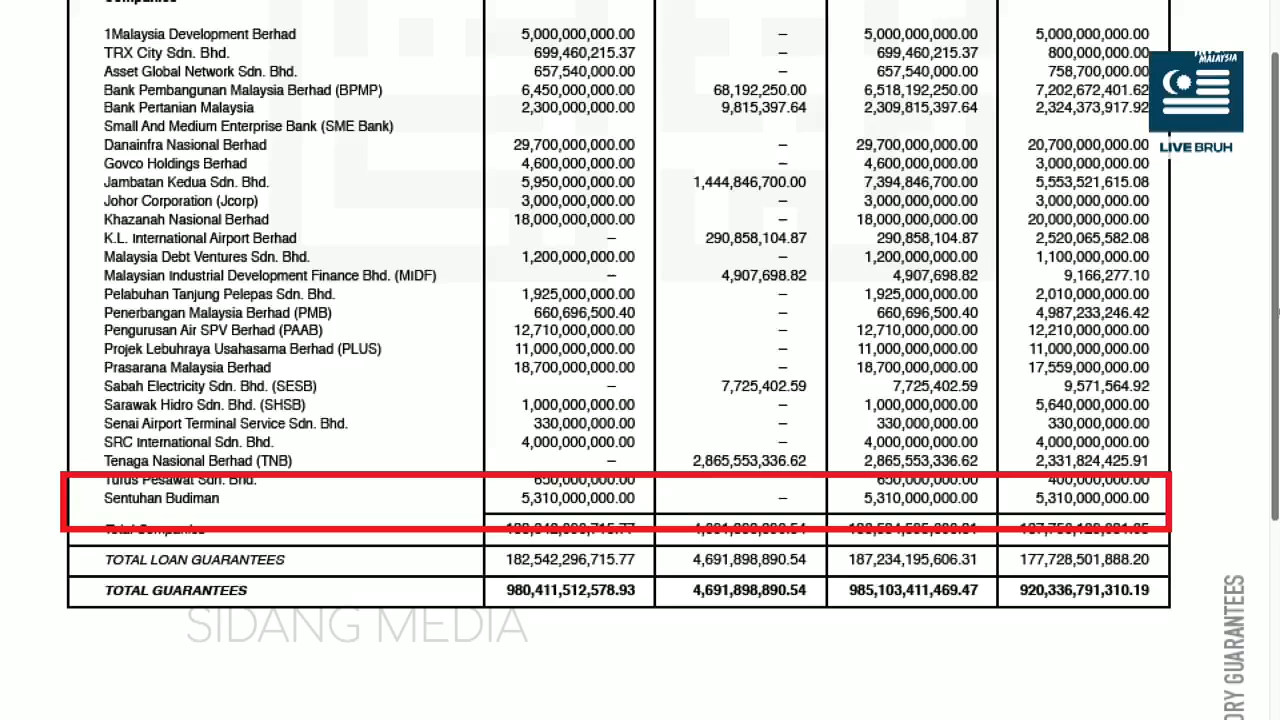 Companies
1Malaysia Development Berhad 5,000,000,000.00 – 5,000,000,000.00 5,000,000,000.00
TRX City Sdn. Bhd. 699,460,215.37 – 699,460,215.37 800,000,000.00
Asset Global Network Sdn. Bhd. 657,540,000.00 – 657,540,000.00 758,700,000.00
Bank Pembangunan Malaysia Berhad (BPMP) 6,450,000,000.00 68,192,250.00 6,518,192,250.00 7,202,672,401.62
Bank Pertanian Malaysia 2,300,000,000.00 9,815,397.64 2,309,815,397.64 2,324,373,917.92
Small And Medium Enterprise Bank (SME Bank)
Danainfra Nasional Berhad 29,700,000,000.00 – 29,700,000,000.00 20,700,000,000.00
Govco Holdings Berhad 4,600,000,000.00 – 4,600,000,000.00 3,000,000,000.00
Jambatan Kedua Sdn. Bhd. 5,950,000,000.00 1,444,846,700.00 7,394,846,700.00 5,553,521,615.08
Johor Corporation (Jcorp) 3,000,000,000.00 – 3,000,000,000.00 3,000,000,000.00
Khazanah Nasional Berhad 18,000,000,000.00 – 18,000,000,000.00 20,000,000,000.00
K.L. International Airport Berhad – 290,858,104.87 290,858,104.87 2,520,065,582.08
Malaysia Debt Ventures Sdn. Bhd. 1,200,000,000.00 – 1,200,000,000.00 1,100,000,000.00
Malaysian Industrial Development Finance Bhd. (MIDF) – 4,907,698.82 4,907,698.82 9,166,277.10
Pelabuhan Tanjung Pelepas Sdn. Bhd. 1,925,000,000.00 – 1,925,000,000.00 2,010,000,000.00
Penerbangan Malaysia Berhad (PMB) 660,696,500.40 – 660,696,500.40 4,987,233,246.42
Pengurusan Air SPV Berhad (PAAB) 12,710,000,000.00 – 12,710,000,000.00 12,210,000,000.00
Projek Lebuhraya Usahasama Berhad (PLUS) 11,000,000,000.00 – 11,000,000,000.00 11,000,000,000.00
Prasarana Malaysia Berhad 18,700,000,000.00 – 18,700,000,000.00 17,559,000,000.00
Sabah Electricity Sdn. Bhd. (SESB) – 7,725,402.59 7,725,402.59 9,571,564.92
Sarawak Hidro Sdn. Bhd. (SHSB) 1,000,000,000.00 – 1,000,000,000.00 5,640,000,000.00
Senai Airport Terminal Service Sdn. Bhd. 330,000,000.00 – 330,000,000.00 330,000,000.00
SRC International Sdn. Bhd. 4,000,000,000.00 – 4,000,000,000.00 4,000,000,000.00
Tenaga Nasional Berhad (TNB) – 2,865,553,336.62 2,865,553,336.62 2,331,824,425.91
Turus Pesawat Sdn. Bhd. 650,000,000.00 650,000,000.00 400,000,000.00
Sentuhan Budiman 5,310,000,000.00 – 5,310,000,000.00 5,310,000,000.00
Total Companies
TOTAL LOAN GUARANTEES 182,542,296,715.77 4,691,898,890.54 187,234,195,606.31 177,728,501,888.20
TOTAL GUARANTEES 980,411,512,578.93 4,691,898,890.54 985,103,411,469.47 920,336,791,310.19
SIDANG MEDIA
MALAYSIA
LIVE BRUH
ORY GUARANTEES